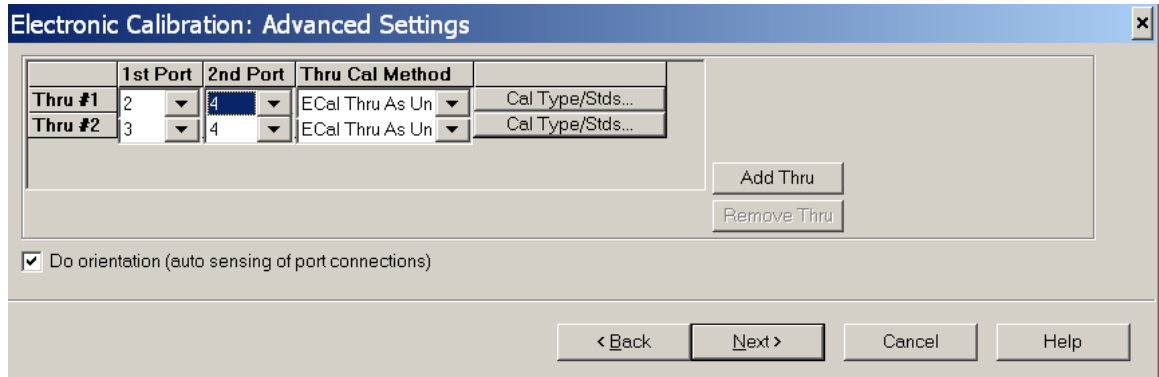 Electronic Calibration: Advanced Settings
1st Port 2nd Port Thru Cal Method
Thru #1 2 4 ECal Thru As Un Cal Type/Stds...
Thru #2 3 4 ECal Thru As Un Cal Type/Stds...
Add Thru
Remove Thru
Do orientation (auto sensing of port connections)
< Back Next > Cancel Help